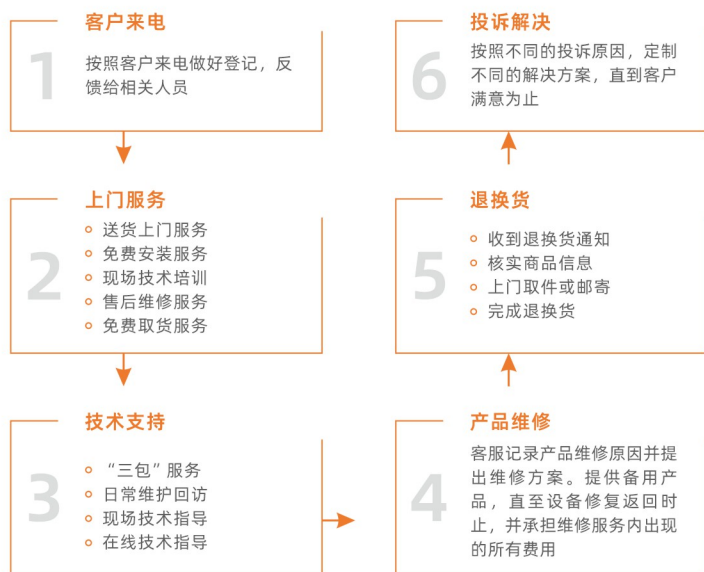 1
客户来电
按照客户来电做好登记，反
馈给相关人员
2
上门服务
送货上门服务
免费安装服务
现场技术培训
售后维修服务
免费取货服务
3
技术支持
“三包”服务
日常维护回访
现场技术指导
在线技术指导
4
产品维修
客服记录产品维修原因并提
出维修方案。提供备用产
品，直至设备修复返回时
止，并承担维修服务内出现
的所有费用
5
退换货
收到退换货通知
核实商品信息
上门取件或邮寄
完成退换货
6
投诉解决
按照不同的投诉原因，定制
不同的解决方案，直到客户
满意为止